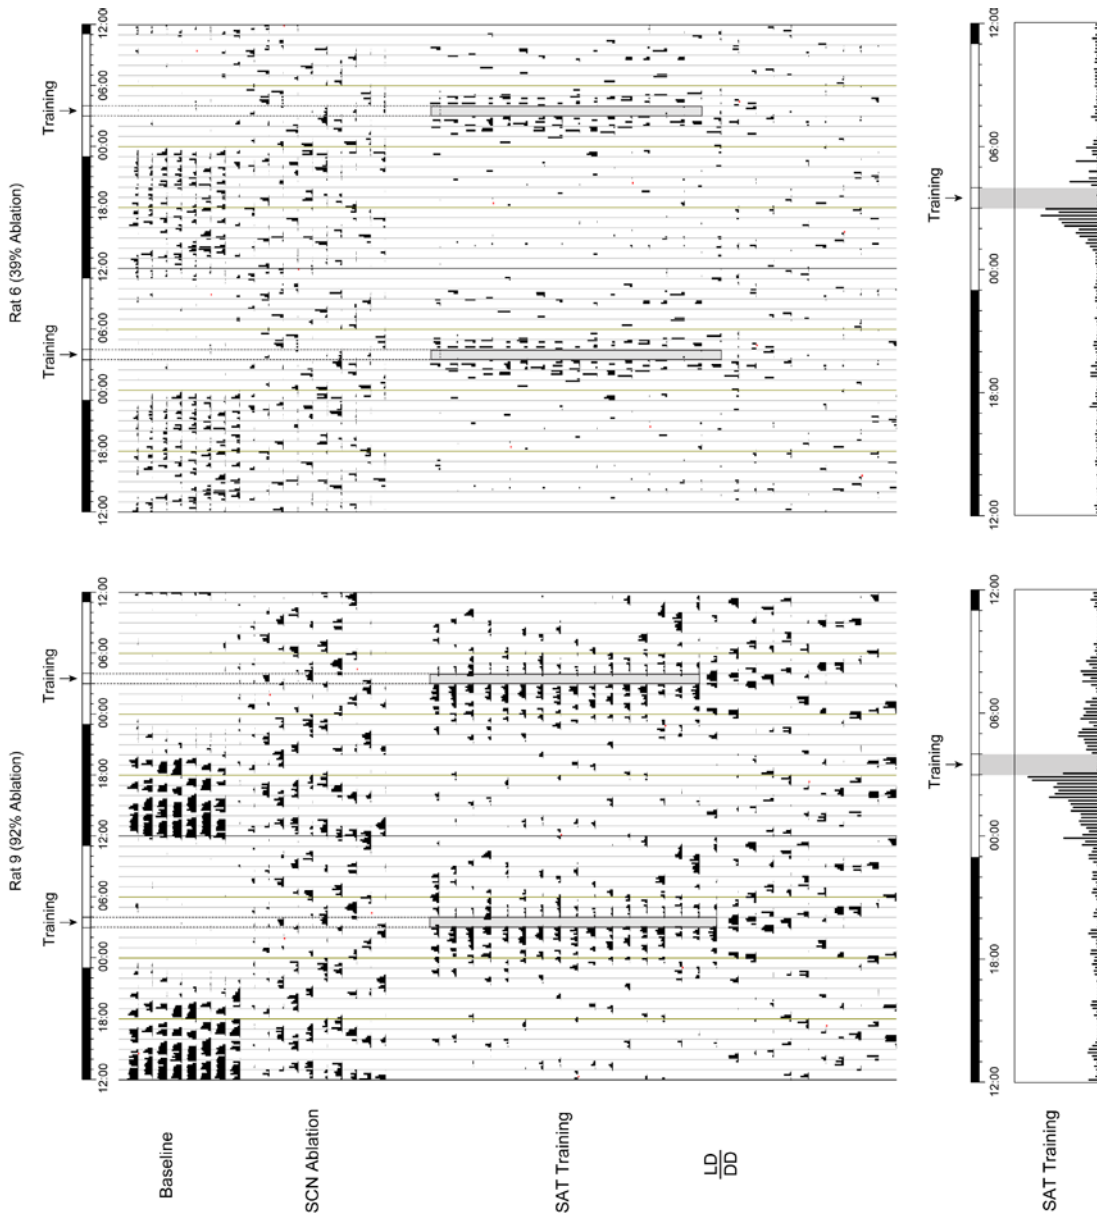 Rat 9 (92% Ablation) Rat 6 (39% Ablation)
Training Training Training Training
12:00 18:00 00:00 06:00 12:00 18:00 00:00 06:00 12:00 12:00 18:00 00:00 06:00 12:00 18:00 00:00 06:00 12:00
Baseline
SCN Ablation
SAT Training
LD
DD
Training Training
12:00 18:00 00:00 06:00 12:00 12:00 18:00 00:00 06:00 12:00
SAT Training